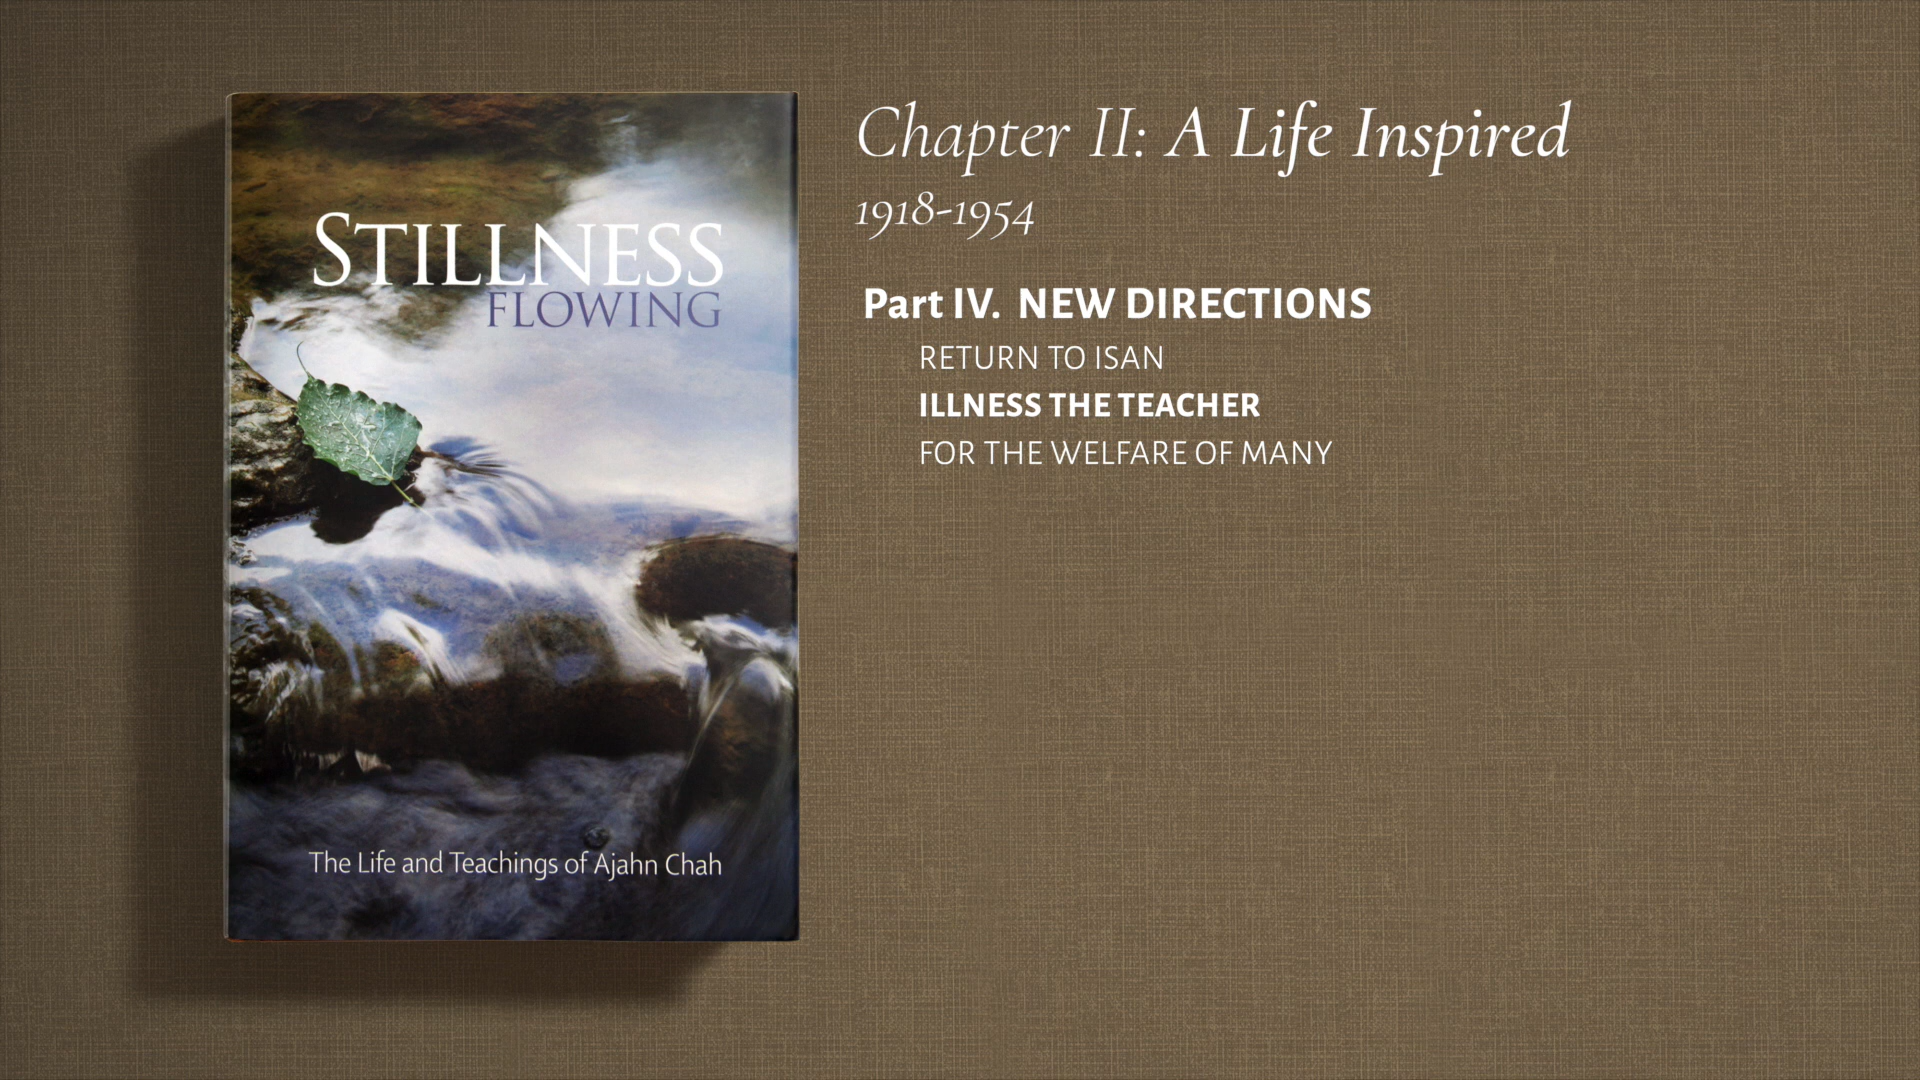 STILLNESS
FLOWING
The Life and Teachings of Ajahn Chah
Chapter II: A Life Inspired
1918-1954
Part IV. NEW DIRECTIONS
RETURN TO ISAN
ILLNESS THE TEACHER
FOR THE WELFARE OF MANY